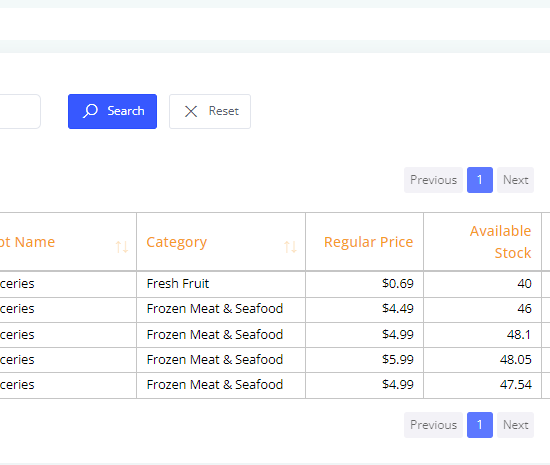 Search Reset
Previous 1 Next
pt Name Category Regular Price Available Stock
ceries Fresh Fruit $0.69 40
ceries Frozen Meat & Seafood $4.49 46
ceries Frozen Meat & Seafood $4.99 48.1
ceries Frozen Meat & Seafood $5.99 48.05
ceries Frozen Meat & Seafood $4.99 47.54
Previous 1 Next